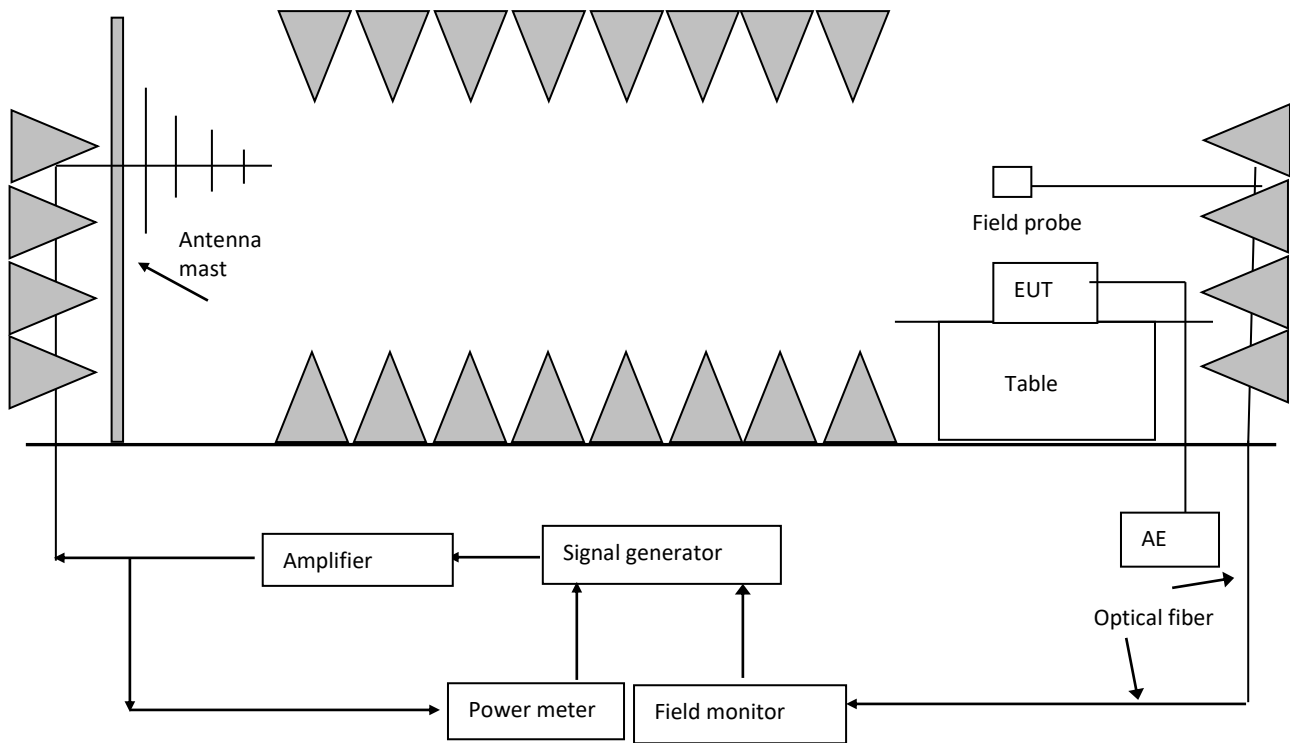 Antenna
mast
Field probe
EUT
Table
Amplifier
Signal generator
AE
Optical fiber
Power meter
Field monitor